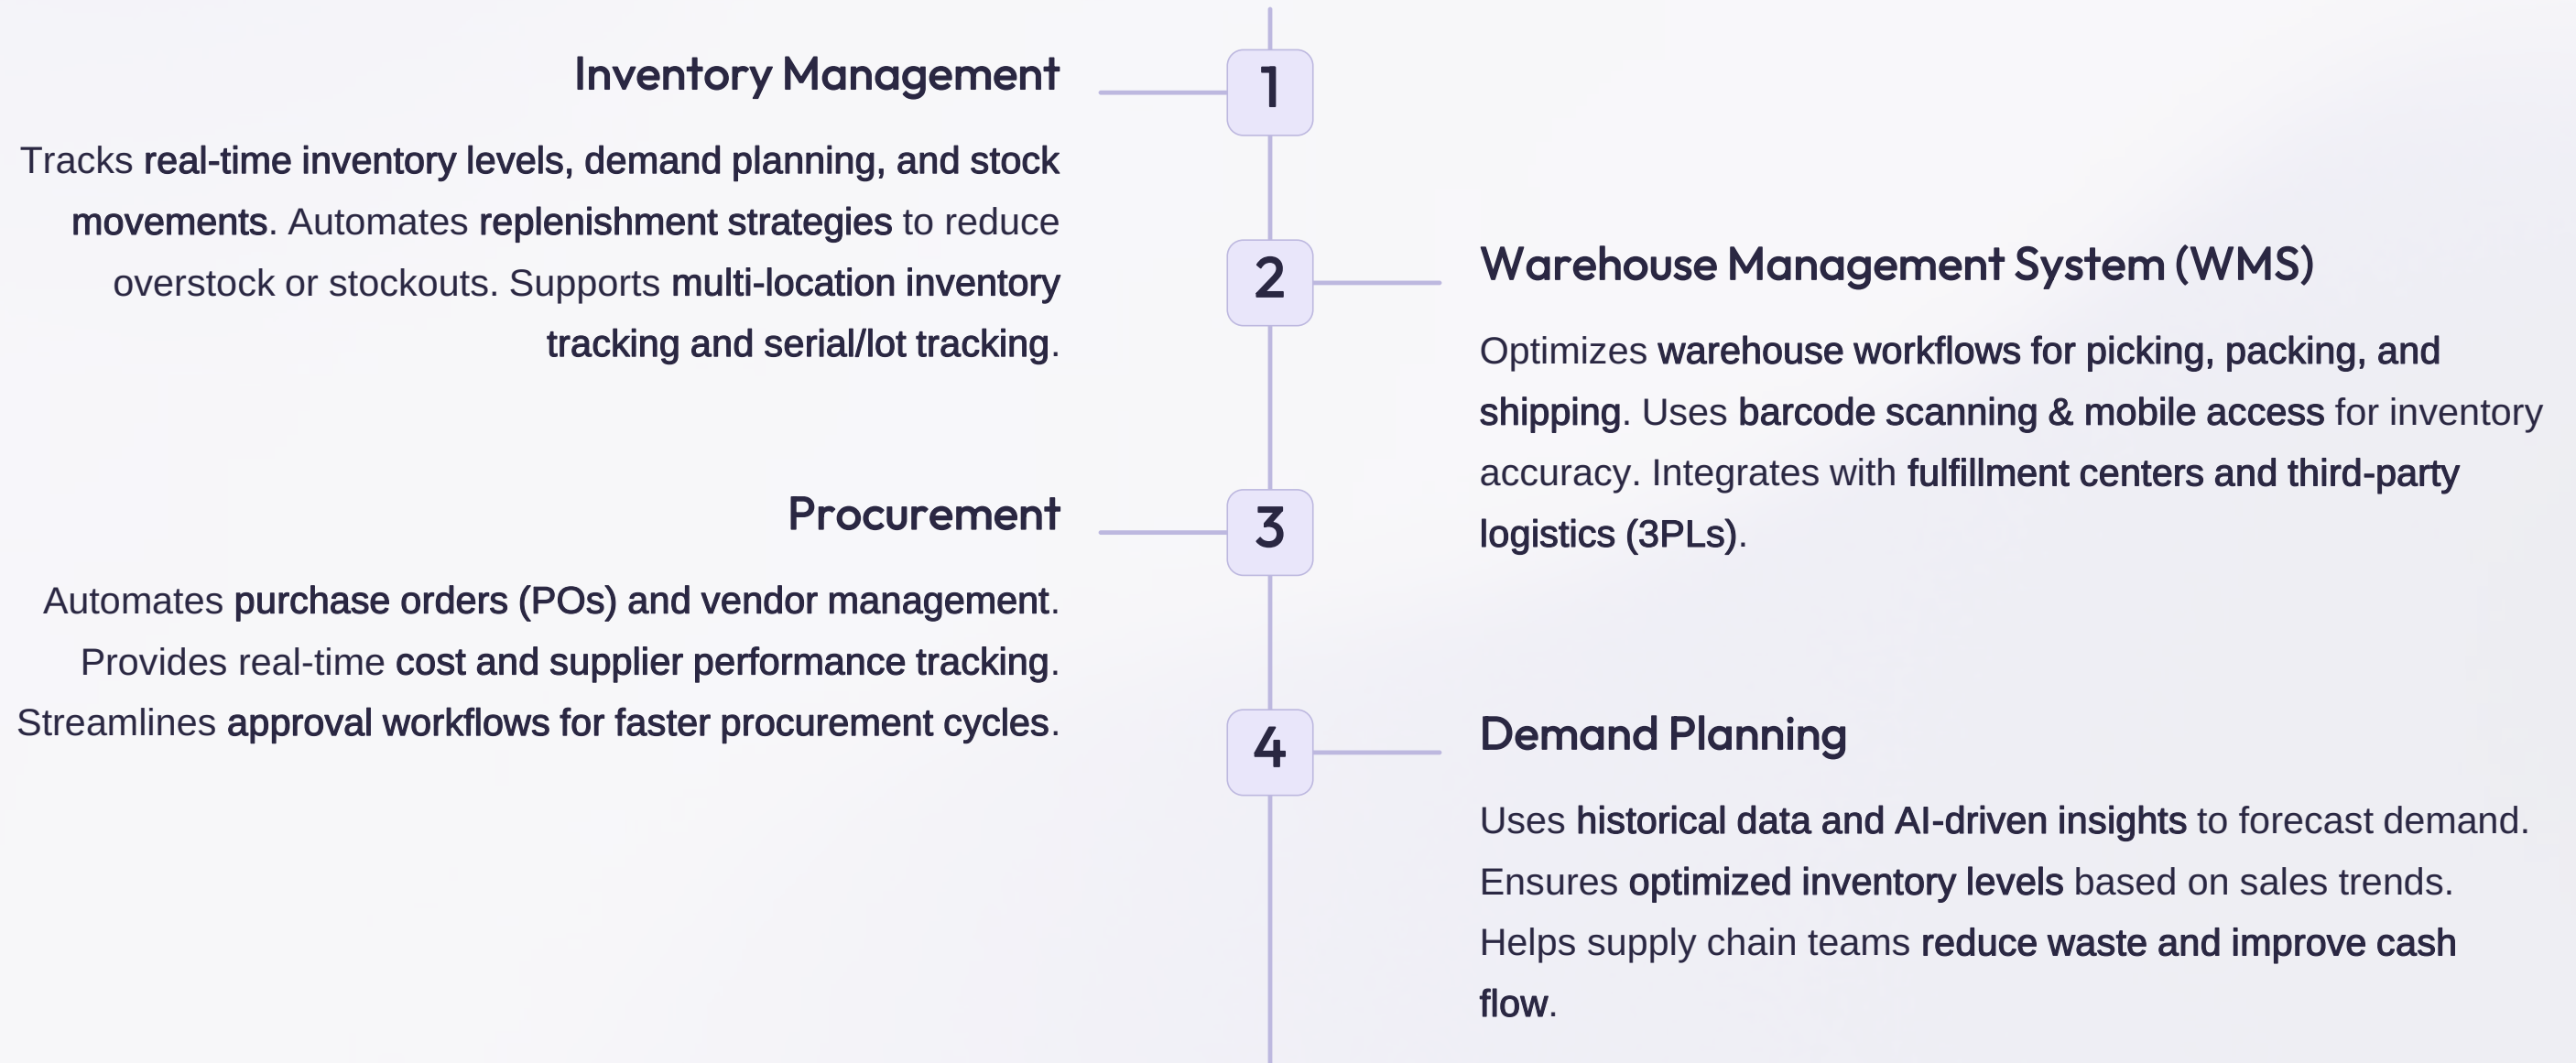 1
Inventory Management
Tracks real-time inventory levels, demand planning, and stock
movements. Automates replenishment strategies to reduce
overstock or stockouts. Supports multi-location inventory
tracking and serial/lot tracking.
2
Warehouse Management System (WMS)
Optimizes warehouse workflows for picking, packing, and
shipping. Uses barcode scanning & mobile access for inventory
accuracy. Integrates with fulfillment centers and third-party
logistics (3PLs).
3
Procurement
Automates purchase orders (POs) and vendor management.
Provides real-time cost and supplier performance tracking.
Streamlines approval workflows for faster procurement cycles.
4
Demand Planning
Uses historical data and AI-driven insights to forecast demand.
Ensures optimized inventory levels based on sales trends.
Helps supply chain teams reduce waste and improve cash
flow.